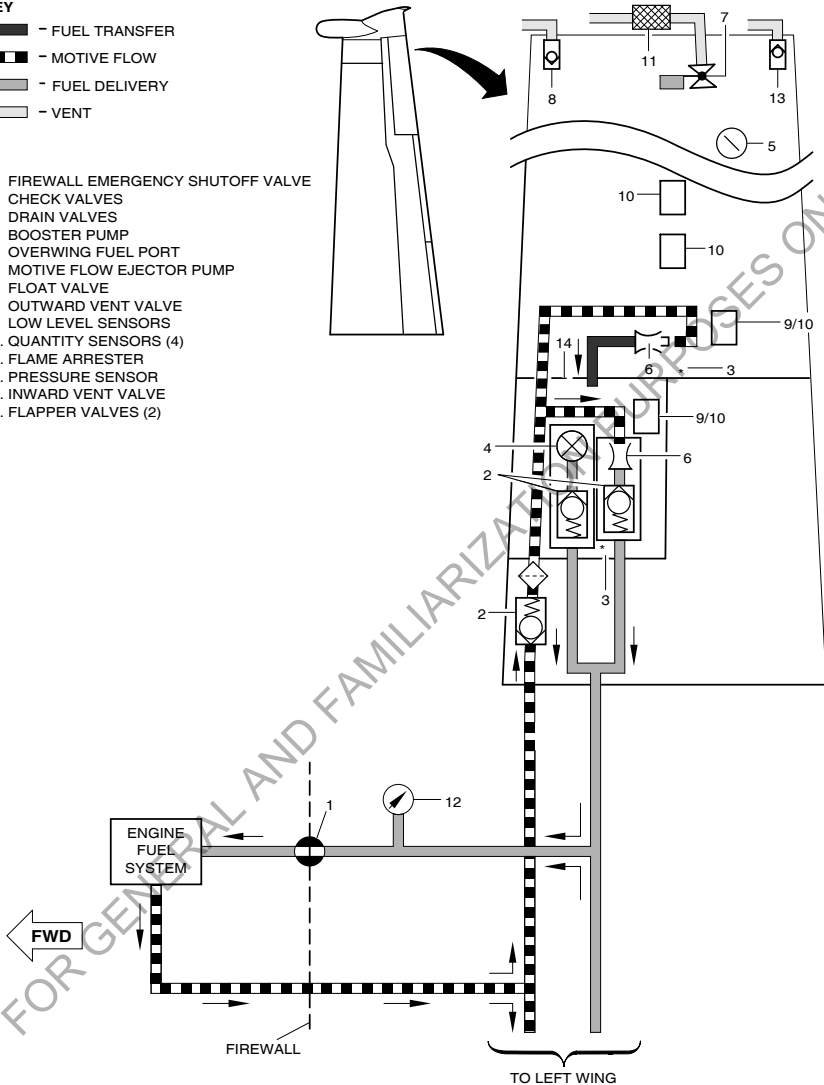 EY
– FUEL TRANSFER
– MOTIVE FLOW
- FUEL DELIVERY
– VENT
FIREWALL EMERGENCY SHUTOFF VALVE
CHECK VALVES
DRAIN VALVES
BOOSTER PUMP
OVERWING FUEL PORT
MOTIVE FLOW EJECTOR PUMP
FLOAT VALVE
OUTWARD VENT VALVE
LOW LEVEL SENSORS
. QUANTITY SENSORS (4)
. FLAME ARRESTER
. PRESSURE SENSOR
. INWARD VENT VALVE
. FLAPPER VALVES (2)
7
11
8
13
5
10
10
9/10
14
6
* 3
9/10
4
6
2
*
3
2
1
12
ENGINE
FUEL
SYSTEM
FWD
FIREWALL
TO LEFT WING
FOR GENERAL AND FAMILIARIZATION PURPOSES ON